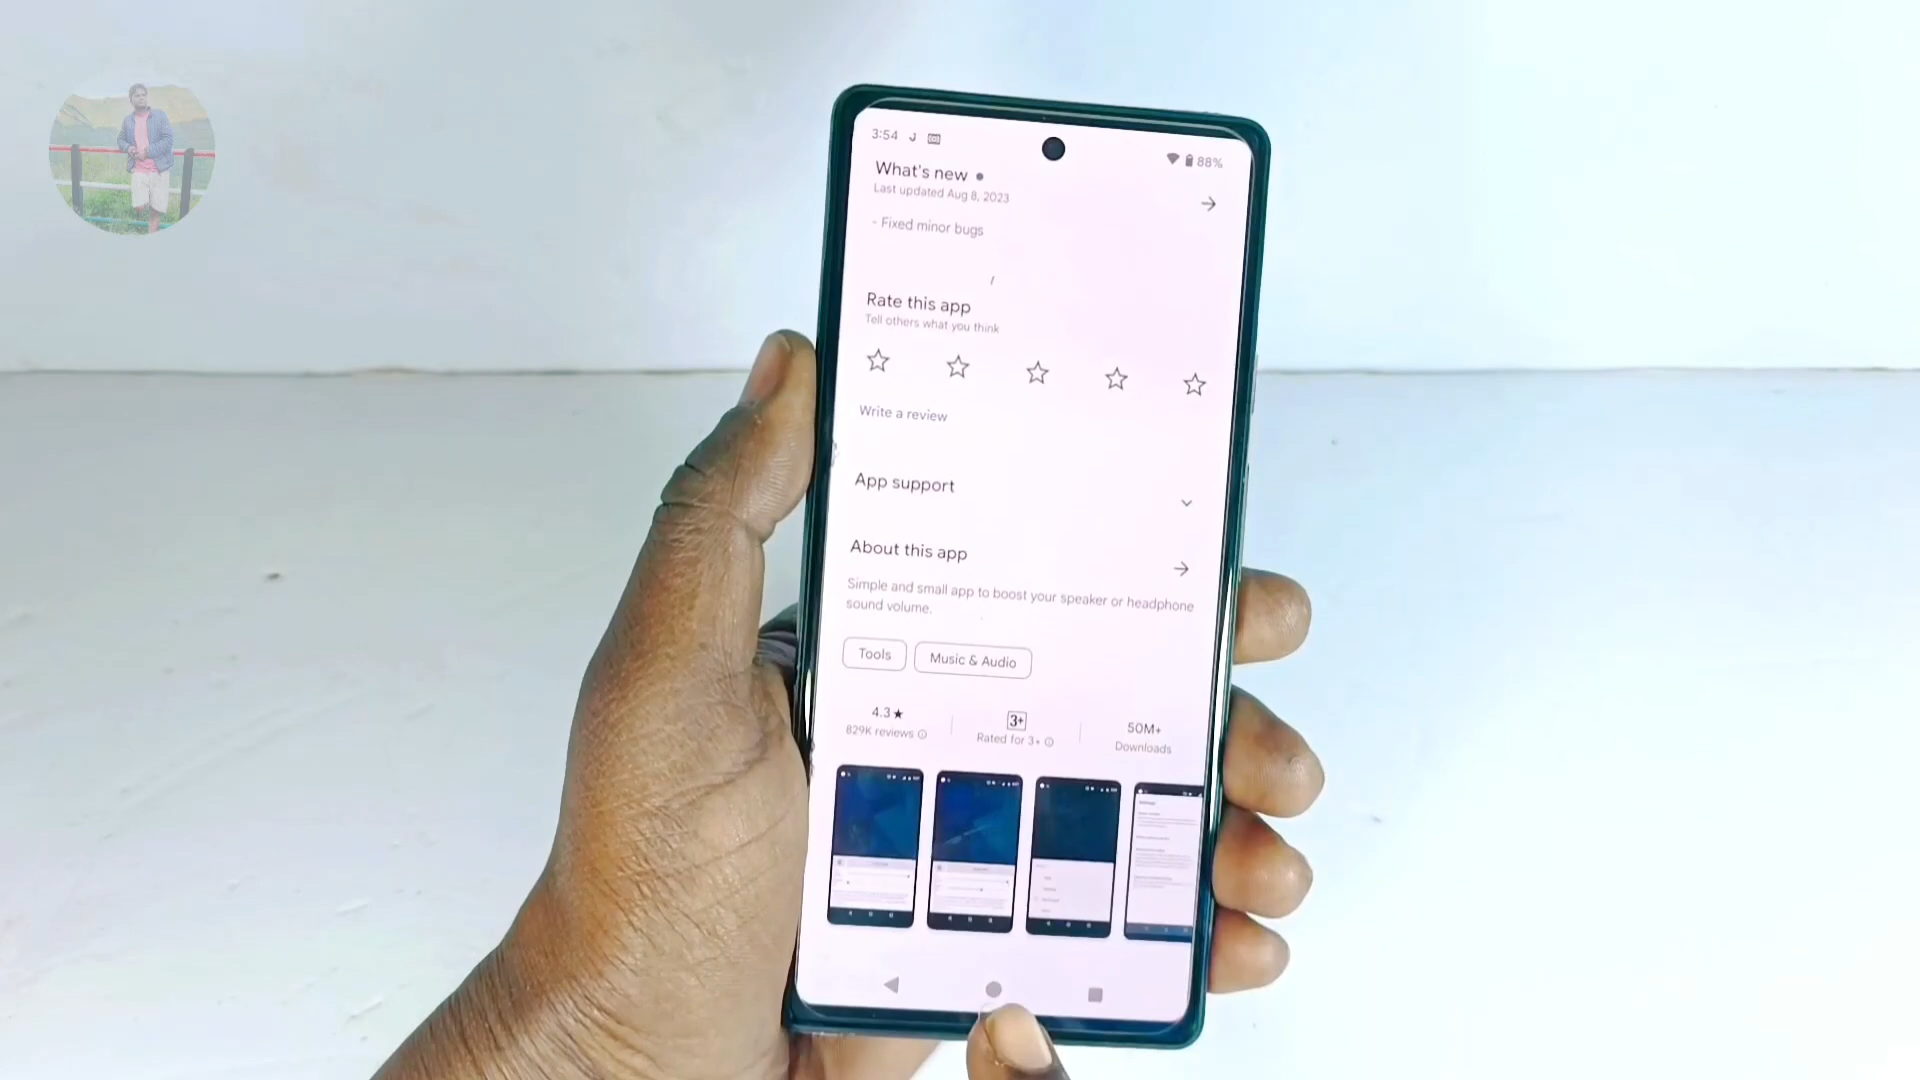 3:54
88%
What's new
Last updated Aug 8, 2023
- Fixed minor bugs
Rate this app
Tell others what you think
Write a review
App support
About this app
Simple and small app to boost your speaker or headphone
sound volume.
Tools
Music & Audio
4.3★
829K reviews
3+
Rated for 3+
50M+
Downloads